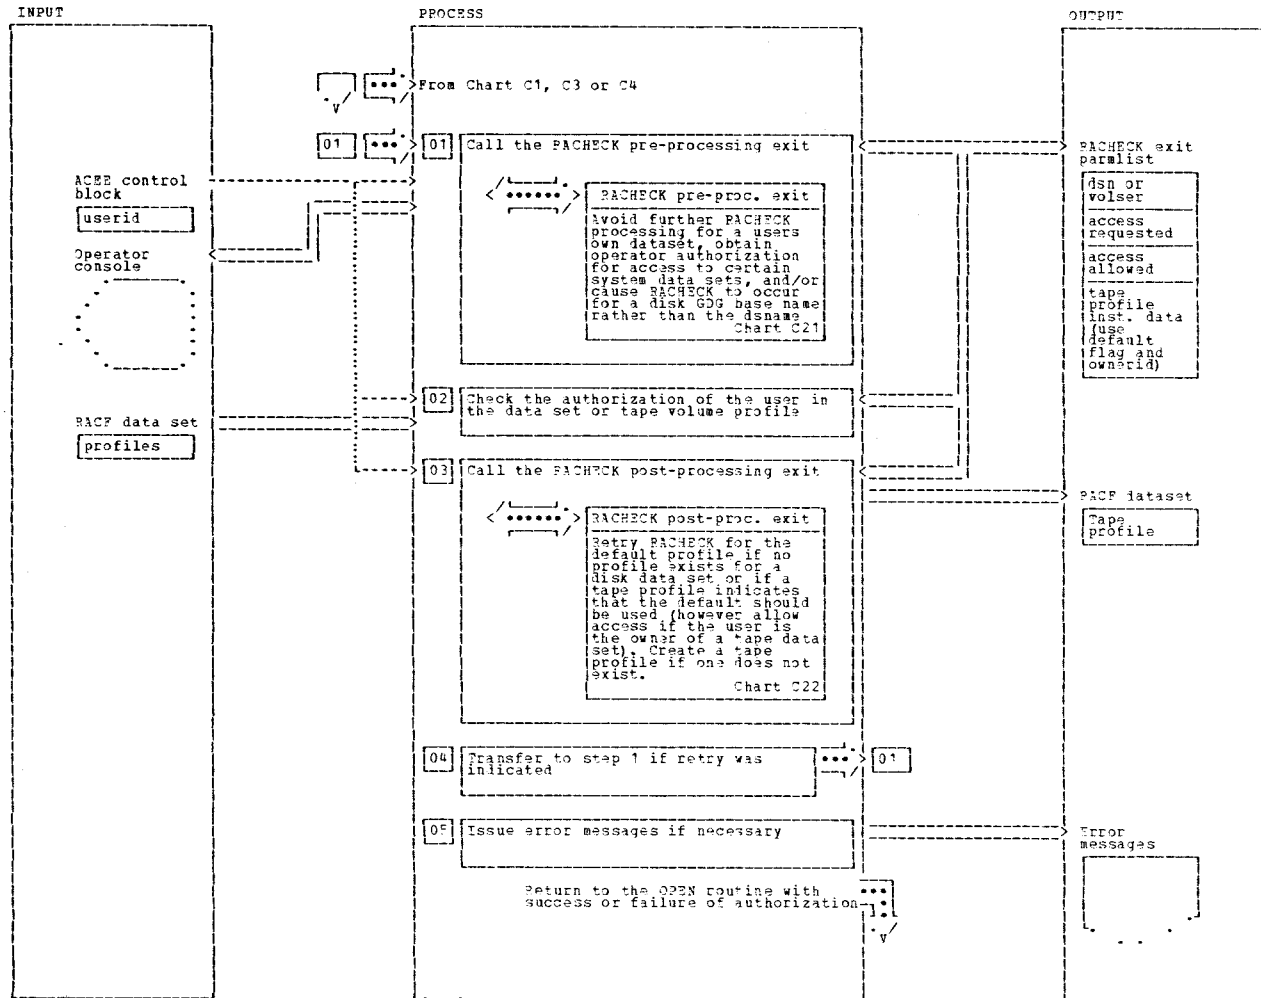 INPUT
PROCESS
OUTPUT
From Chart C1, C3 or C4
01
01
Call the RACHECK pre-processing exit
RACHECK pre-proc. exit
Avoid further RACHECK
processing for a users
own dataset, obtain
operator authorization
for access to certain
system data sets, and/or
cause RACHECK to occur
for a disk GDG base name
rather than the dsname
Chart C21
ACEE control
block
userid
Operator
console
RACHECK exit
parmlist
dsn or
volser
access
requested
access
allowed
tape
profile
inst. data
(use
default
flag and
ownerid)
02
Check the authorization of the user in
the data set or tape volume profile
RACF data set
profiles
03
Call the RACHECK post-processing exit
RACHECK post-proc. exit
Retry RACHECK for the
default profile if no
profile exists for a
disk data set or if a
tape profile indicates
that the default should
be used (however allow
access if the user is
the owner of a tape data
set). Create a tape
profile if one does not
exist.
Chart C22
RACF dataset
Tape
profile
04
Transfer to step 1 if retry was
indicated
01
05
Issue error messages if necessary
Error
messages
Return to the OPEN routine with
success or failure of authorization